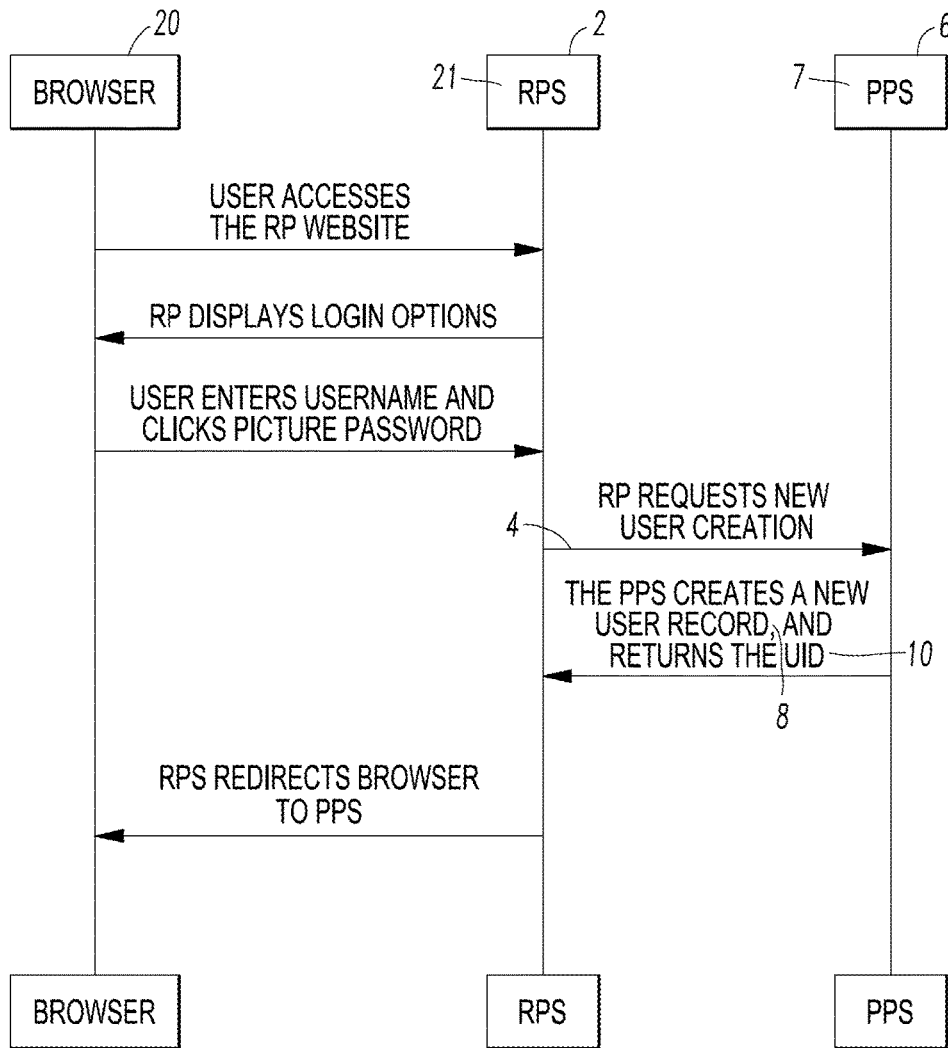 20
2
6
BROWSER
21
RPS
7
PPS
USER ACCESSES
THE RP WEBSITE
RP DISPLAYS LOGIN OPTIONS
USER ENTERS USERNAME AND
CLICKS PICTURE PASSWORD
RP REQUESTS NEW
USER CREATION
4
THE PPS CREATES A NEW
USER RECORD, AND
RETURNS THE UID
10
8
RPS REDIRECTS BROWSER
TO PPS
BROWSER
RPS
PPS